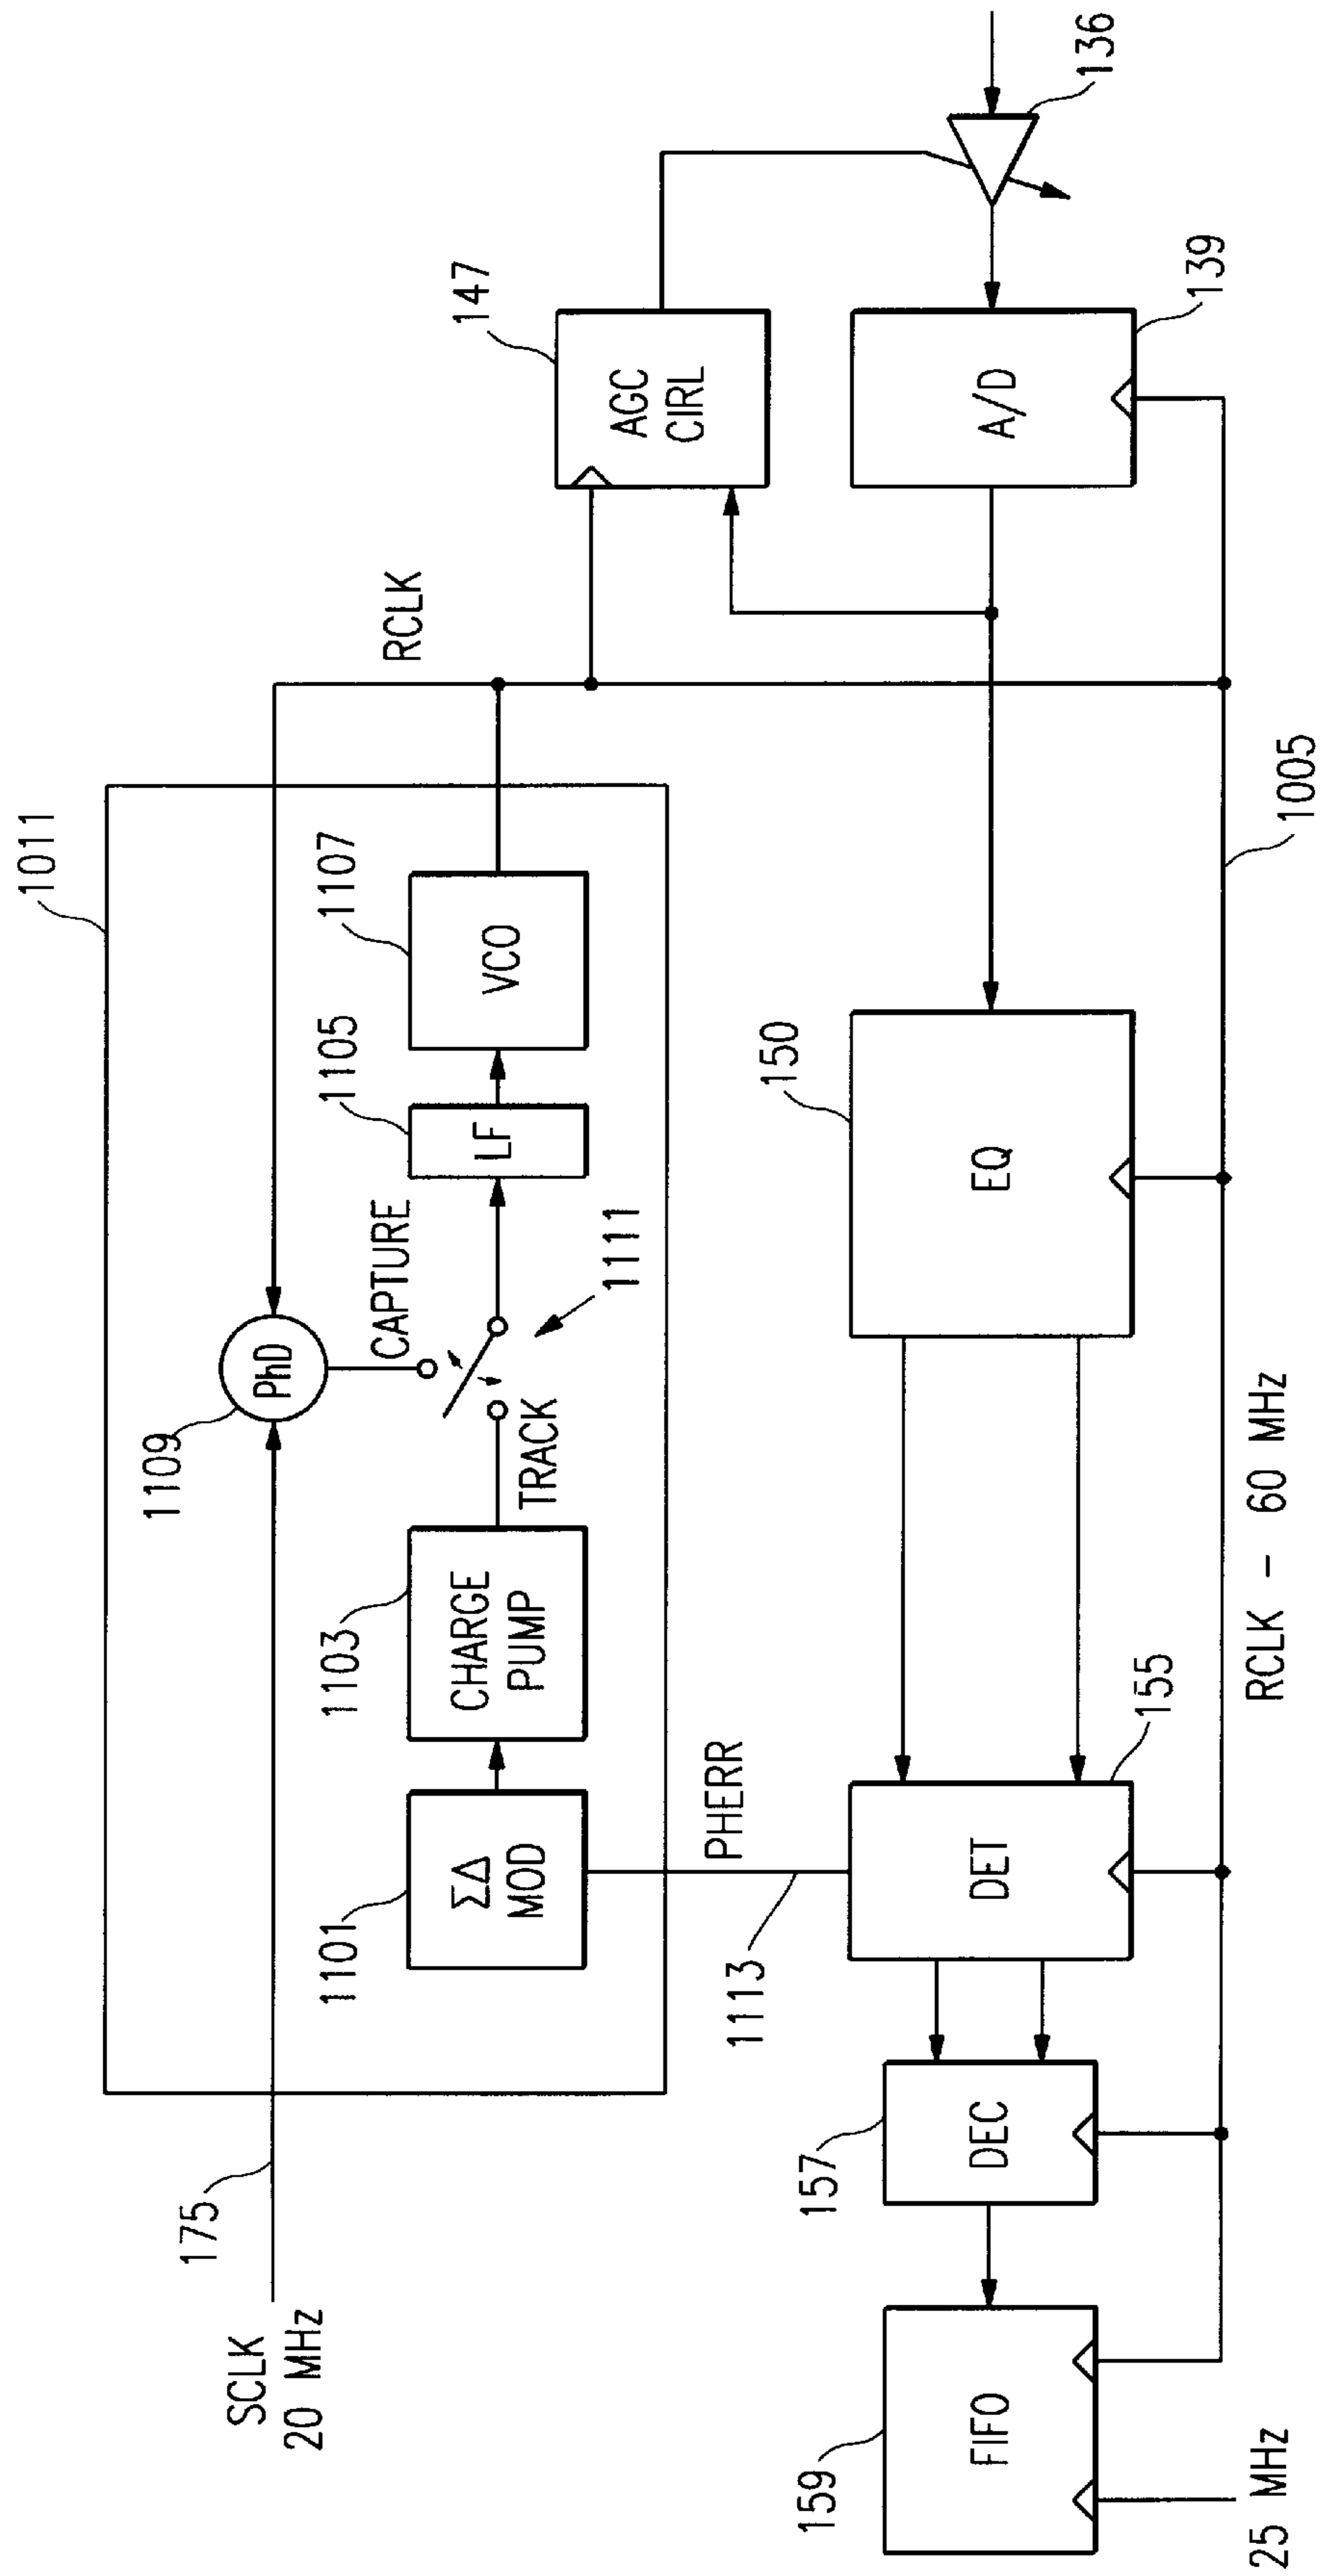 1011
SCLK
20 MHz
175
1109
PhD
RCLK
CAPTURE
1101
ΣΔ
MOD
1103
CHARGE
PUMP
TRACK
1111
1105
LF
1107
VCO
147
AGC
CIRL
1113
PHERR
159
FIFO
157
DEC
DET
155
150
EQ
A/D
139
136
25 MHz
RCLK - 60 MHz
1005